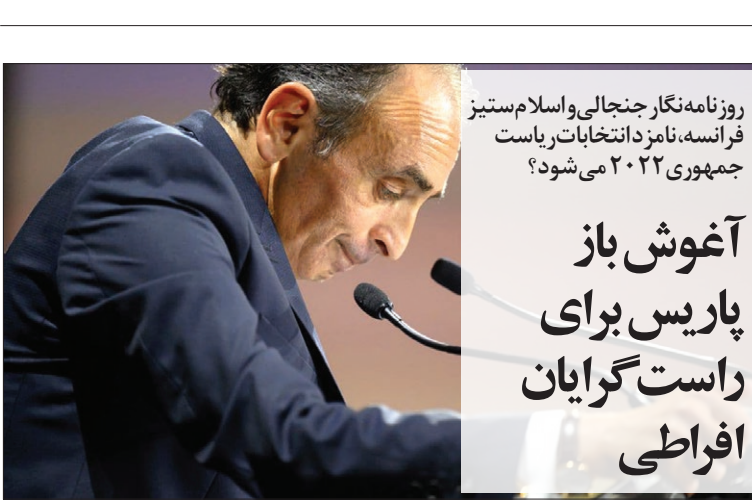 روزنامه‌نگار جنجالی و اسلام‌ستیز
فرانسه، نامزد انتخابات ریاست
جمهوری ۲۰۲۲ می‌شود؟
آغوش باز
پاریس برای
راست‌گرایان
افراطی